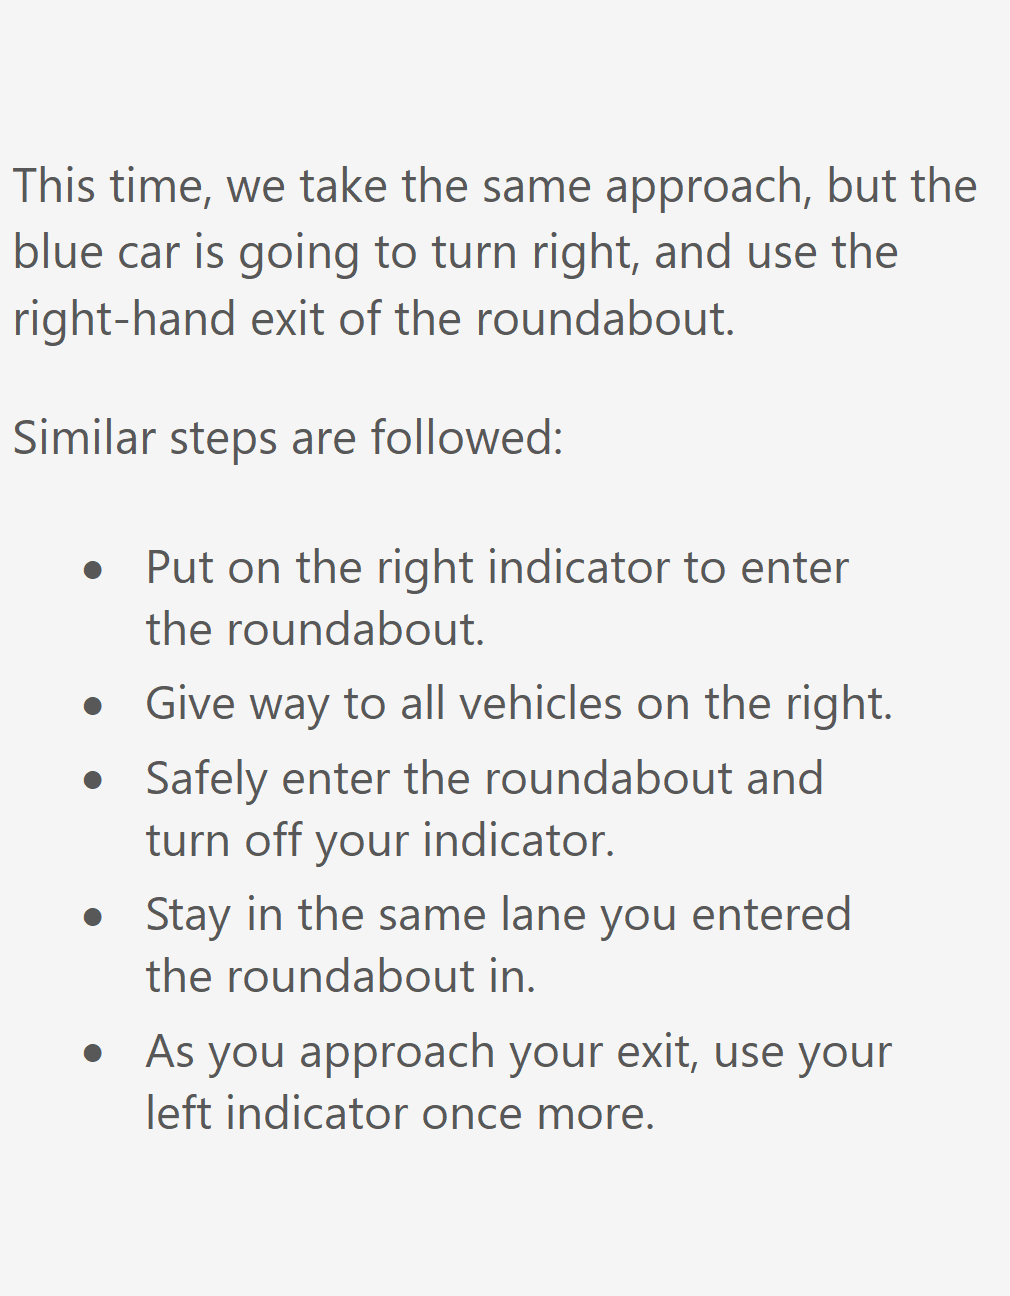 This time, we take the same approach, but the
blue car is going to turn right, and use the
right-hand exit of the roundabout.
Similar steps are followed:
● Put on the right indicator to enter
the roundabout.
● Give way to all vehicles on the right.
● Safely enter the roundabout and
turn off your indicator.
● Stay in the same lane you entered
the roundabout in.
● As you approach your exit, use your
left indicator once more.